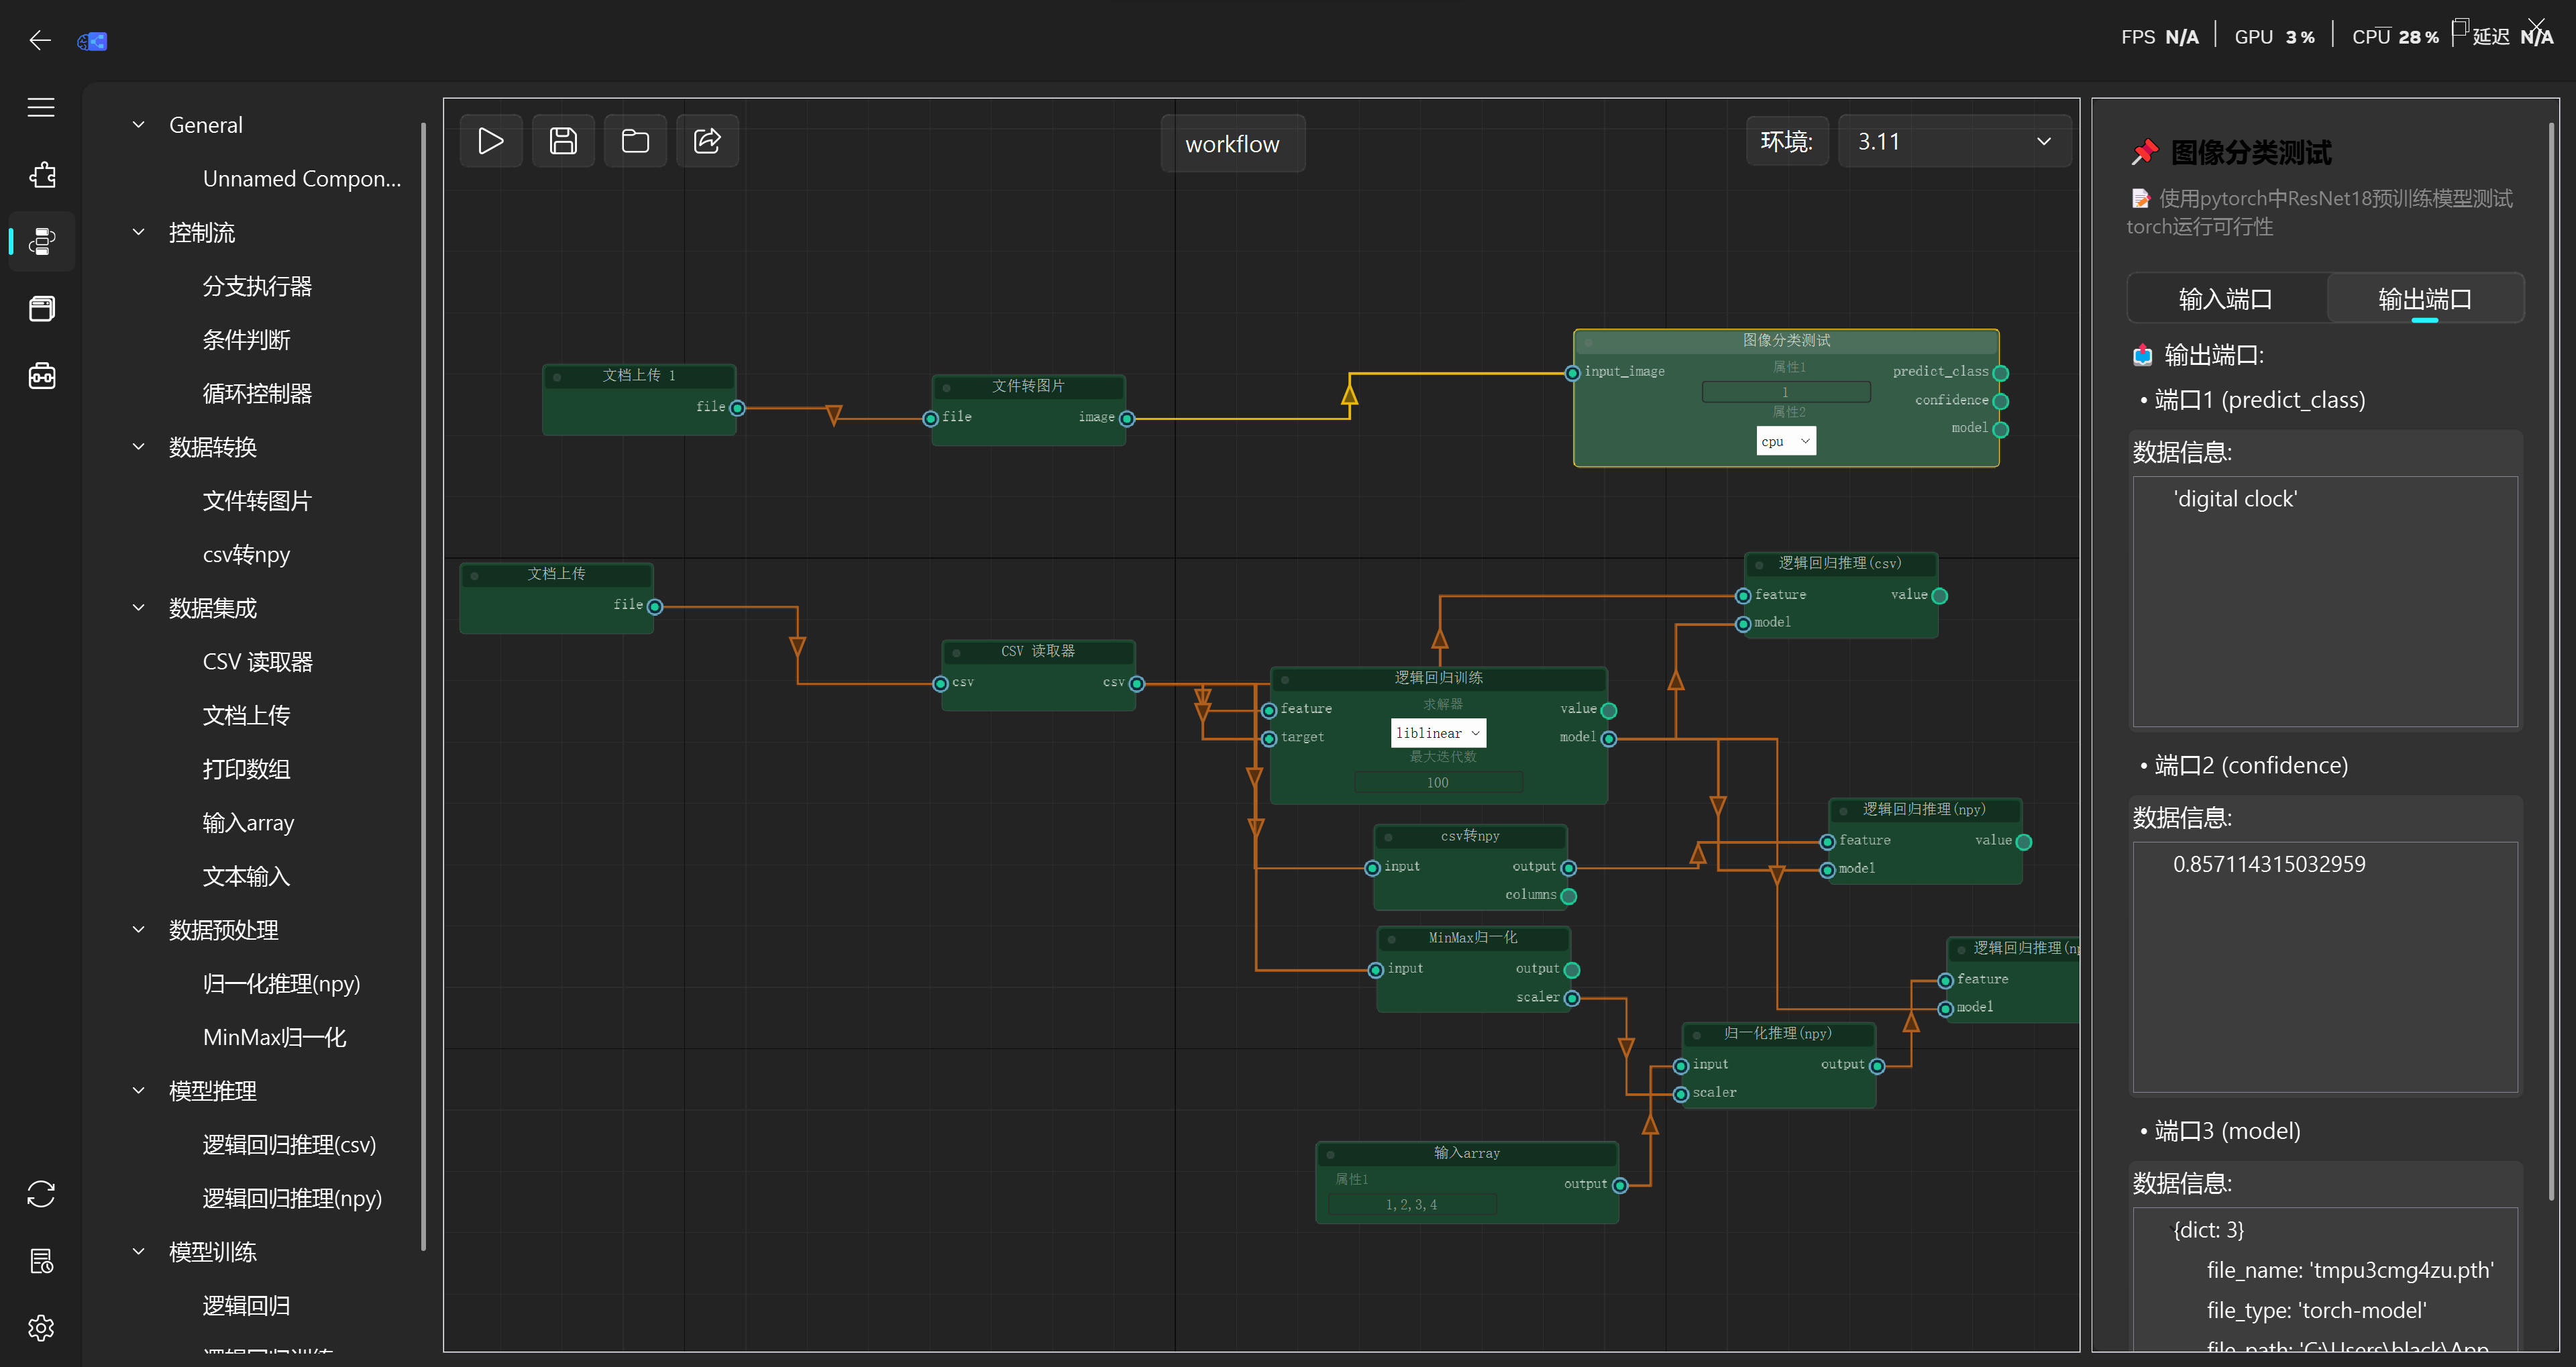 FPS N/A
GPU 3 %
CPU 28 %
延迟 N/A
General
Unnamed Compon...
控制流
分支执行器
条件判断
循环控制器
数据转换
文件转图片
csv转npy
数据集成
CSV 读取器
文档上传
打印数组
输入array
文本输入
数据预处理
归一化推理(npy)
MinMax归一化
模型推理
逻辑回归推理(csv)
逻辑回归推理(npy)
模型训练
逻辑回归
逻辑回归训练
workflow
环境:
3.11
文档上传 1
file
文件转图片
file
image
图像分类测试
input_image
属性1
1
属性2
cpu
predict_class
confidence
model
文档上传
file
CSV 读取器
csv
csv
逻辑回归训练
feature
target
求解器
liblinear
最大迭代数
100
value
model
逻辑回归推理(csv)
feature
model
value
csv转npy
input
output
columns
逻辑回归推理(npy)
feature
model
value
MinMax归一化
input
output
scaler
逻辑回归推理(np
feature
model
归一化推理(npy)
input
scaler
output
输入array
属性1
1,2,3,4
output
图像分类测试
使用pytorch中ResNet18预训练模型测试
torch运行可行性
输入端口
输出端口
输出端口:
• 端口1 (predict_class)
数据信息:
'digital clock'
• 端口2 (confidence)
数据信息:
0.857114315032959
• 端口3 (model)
数据信息:
{dict: 3}
file_name: 'tmpu3cmg4zu.pth'
file_type: 'torch-model'
file_path: 'C:\Users\black\App